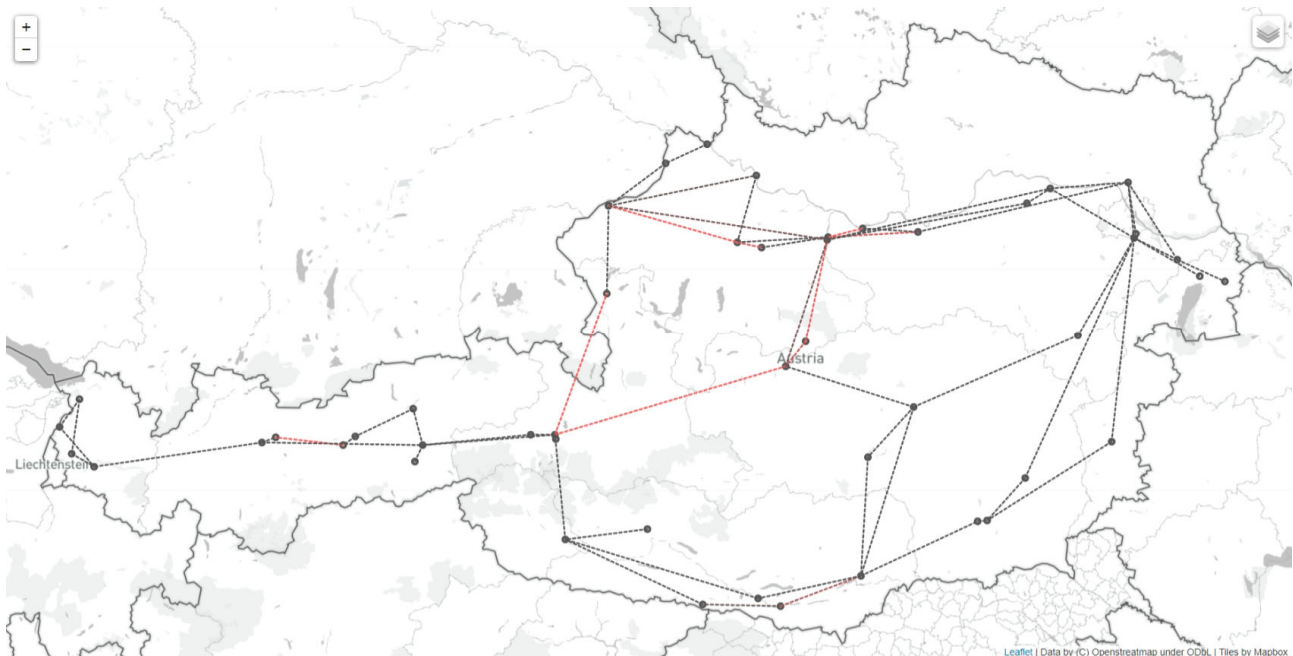 +
−
Austria
Liechtenstein
Leaflet | Data by (C) Openstreatmap under ODbL | Tiles by Mapbox